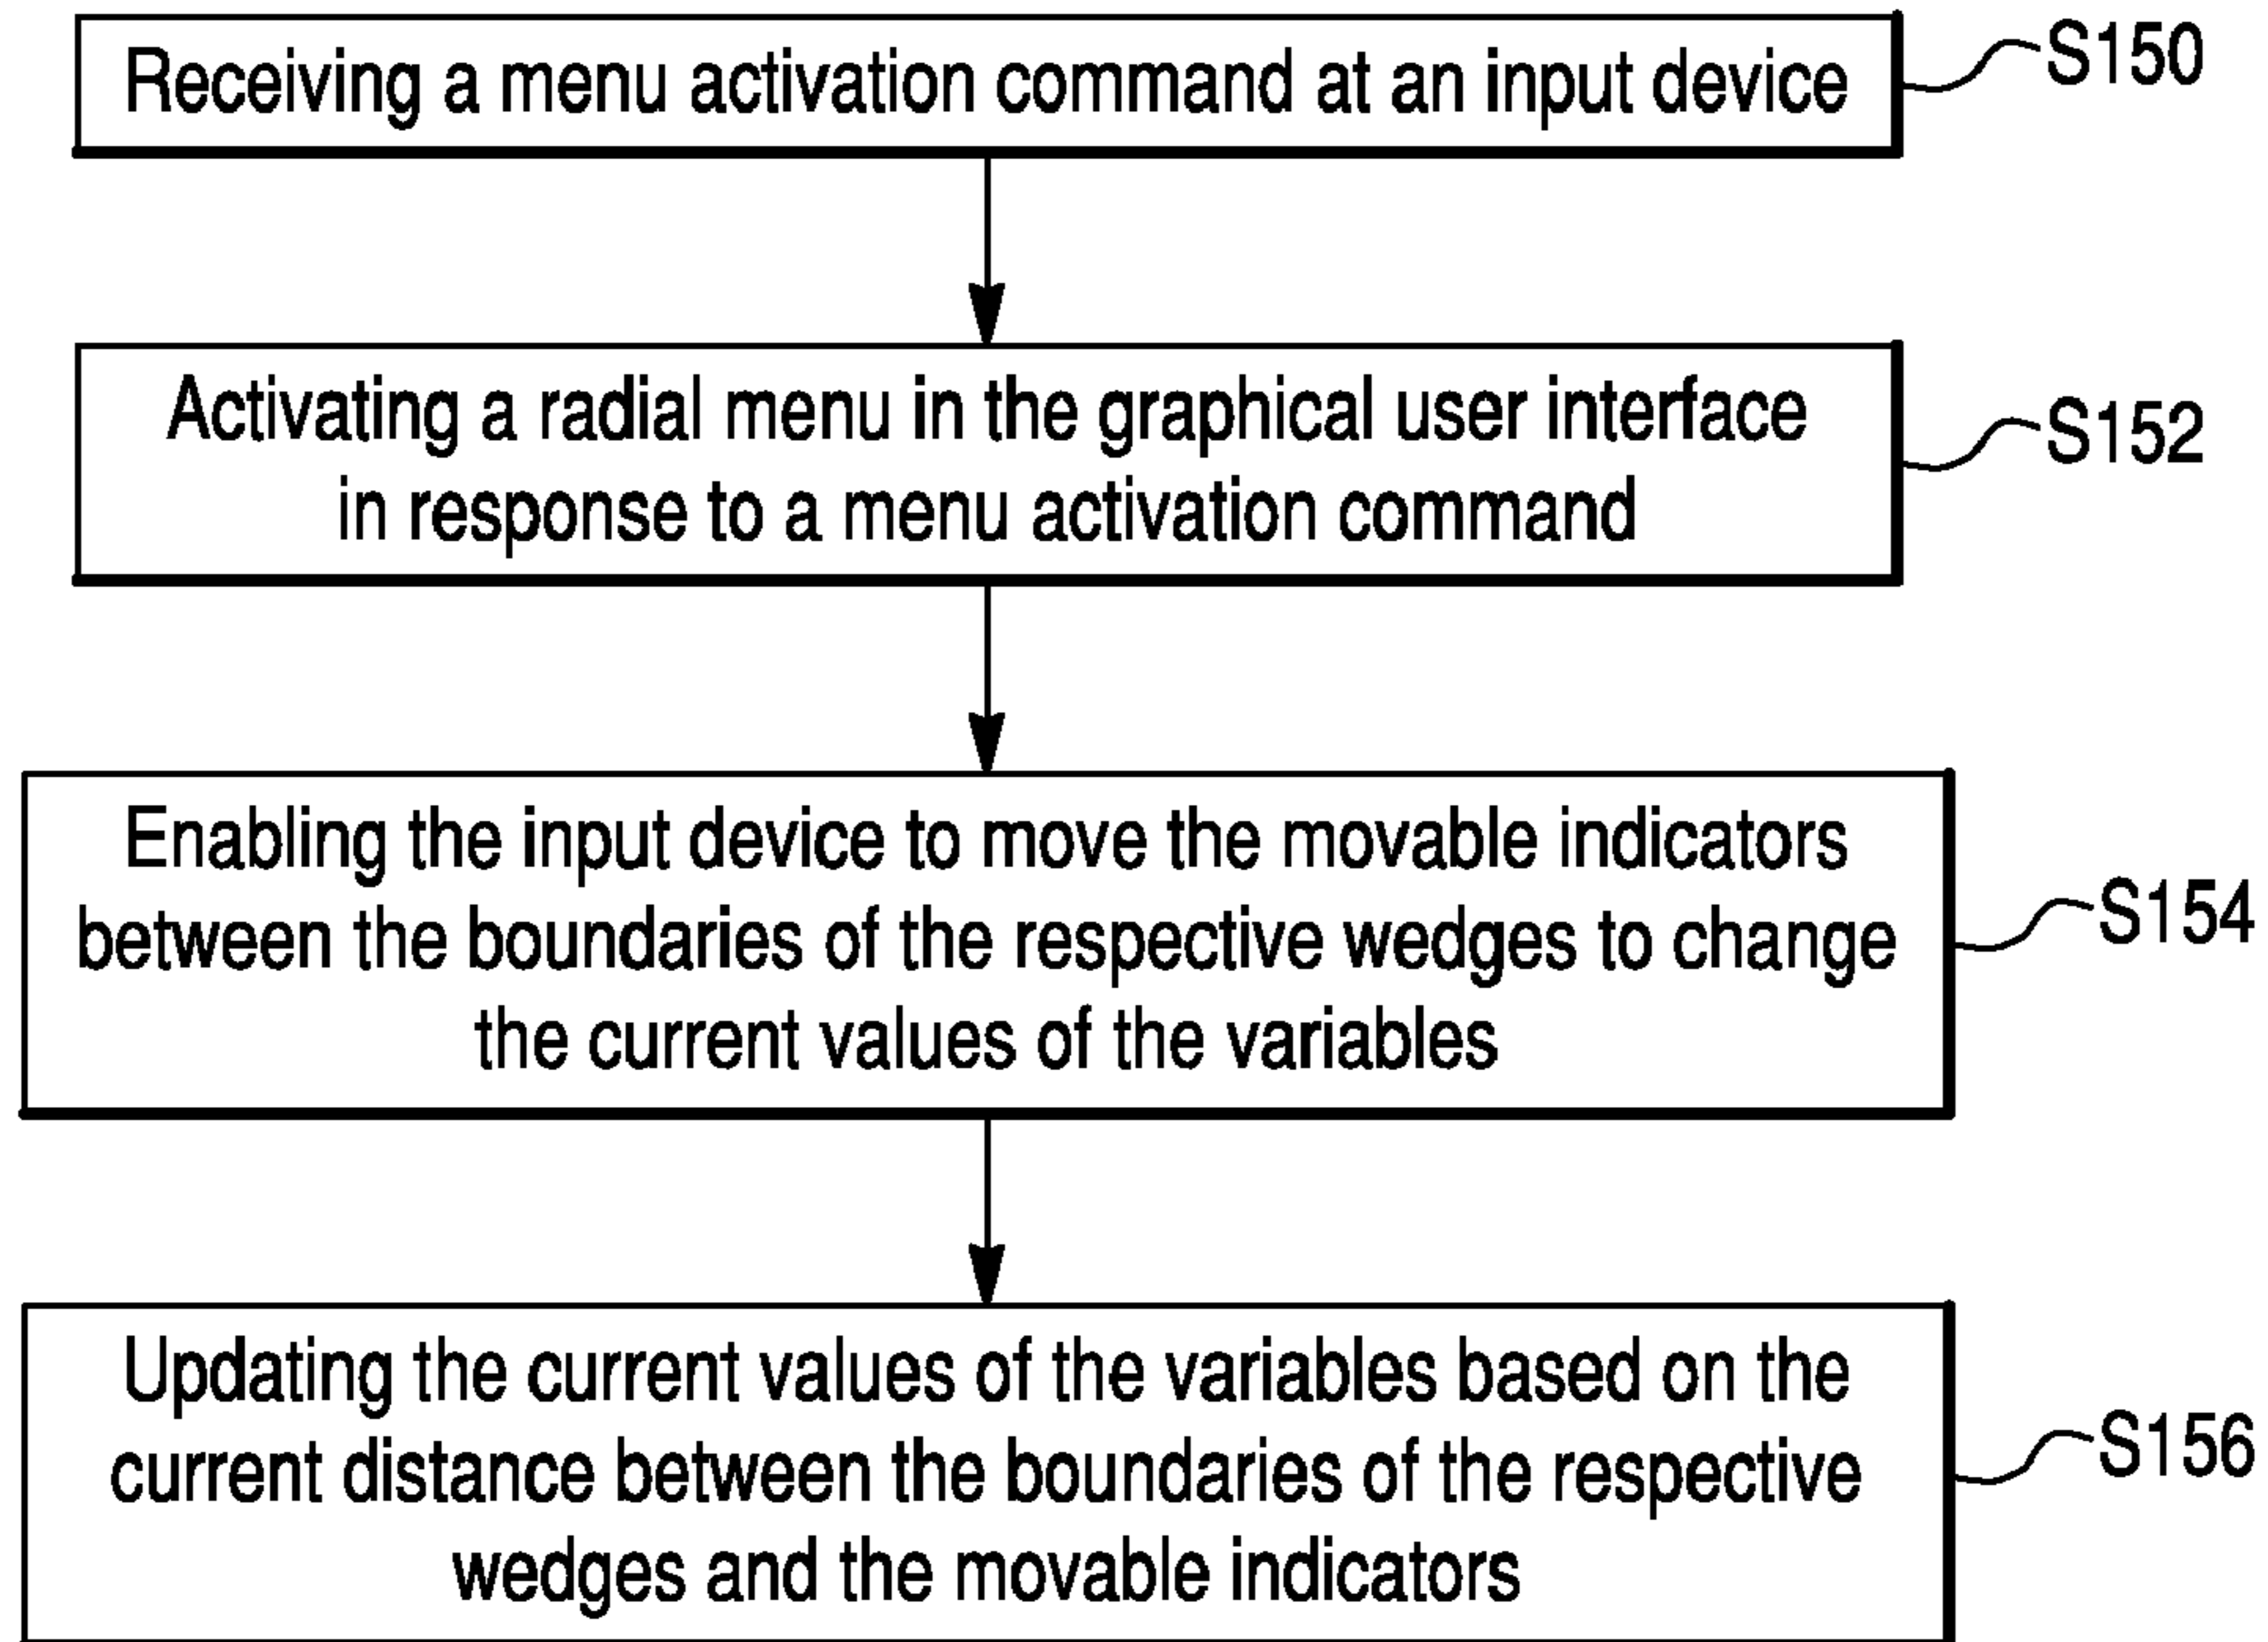 Receiving a menu activation command at an input device
S150
Activating a radial menu in the graphical user interface
in response to a menu activation command
S152
Enabling the input device to move the movable indicators
between the boundaries of the respective wedges to change
the current values of the variables
S154
Updating the current values of the variables based on the
current distance between the boundaries of the respective
wedges and the movable indicators
S156